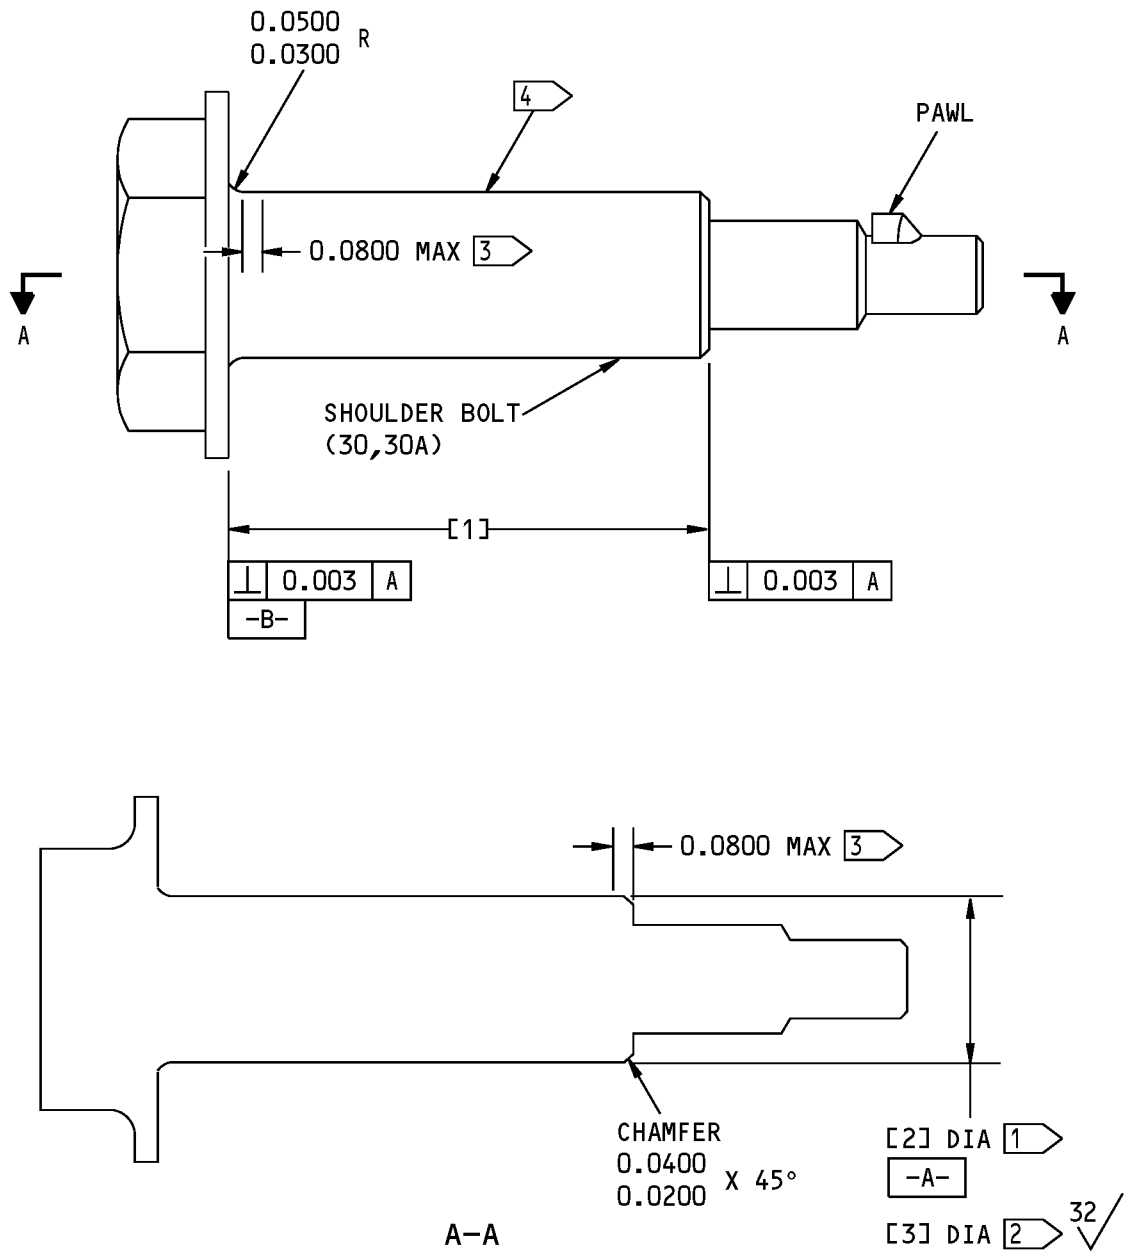 0.0500
0.0300 R
4
PAWL
0.0800 MAX 3
A
A
SHOULDER BOLT
(30,30A)
[1]
⊥ 0.003 A
-B-
⊥ 0.003 A
0.0800 MAX 3
CHAMFER
0.0400
0.0200 X 45°
[2] DIA 1
-A-
[3] DIA 2 32
A-A